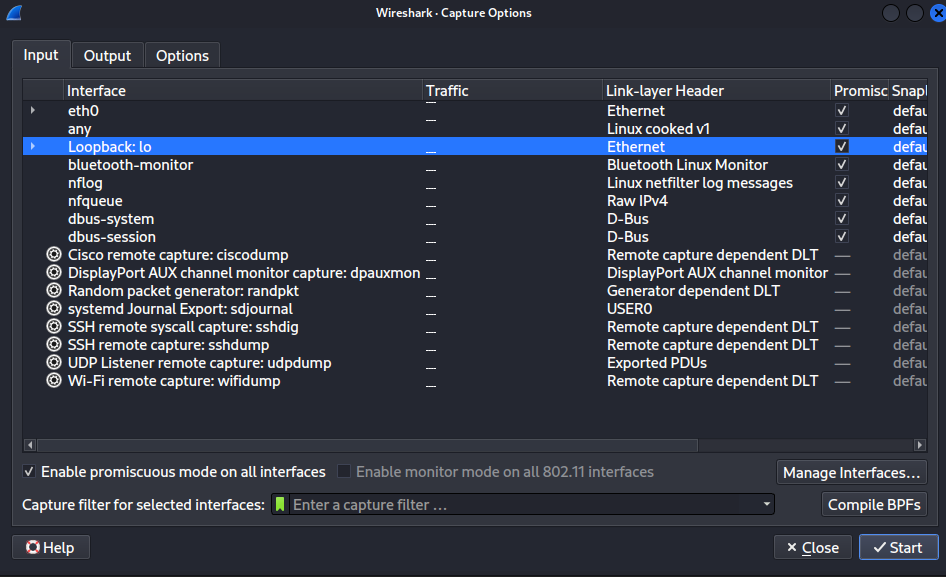 Wireshark · Capture Options
Input Output Options
Interface Traffic Link-layer Header Promisc Snapl
eth0 Ethernet defau
any Linux cooked v1 defau
Loopback: lo Ethernet defau
bluetooth-monitor Bluetooth Linux Monitor defau
nflog Linux netfilter log messages defau
nfqueue Raw IPv4 defau
dbus-system D-Bus defau
dbus-session D-Bus defau
Cisco remote capture: ciscodump Remote capture dependent DLT — defau
DisplayPort AUX channel monitor capture: dpauxmon DisplayPort AUX channel monitor — defau
Random packet generator: randpkt Generator dependent DLT — defau
systemd Journal Export: sdjournal USER0 — defau
SSH remote syscall capture: sshdig Remote capture dependent DLT — defau
SSH remote capture: sshdump Remote capture dependent DLT — defau
UDP Listener remote capture: udpdump Exported PDUs — defau
Wi-Fi remote capture: wifidump Remote capture dependent DLT — defau
Enable promiscuous mode on all interfaces Enable monitor mode on all 802.11 interfaces Manage Interfaces...
Capture filter for selected interfaces: Enter a capture filter ... Compile BPFs
Help Close Start